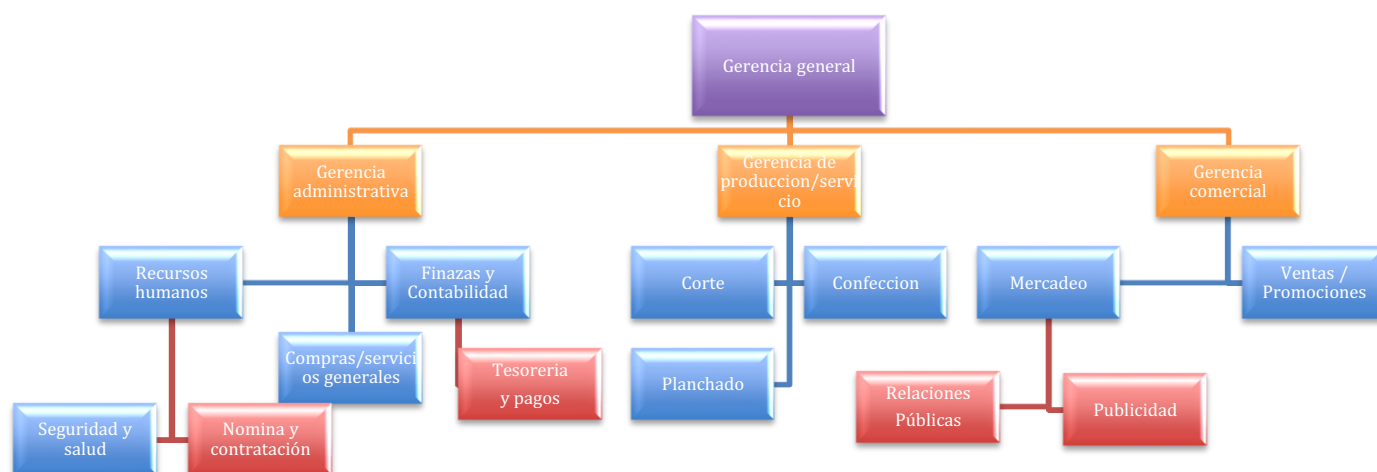 Gerencia general
Gerencia
administrativa
Gerencia de
produccion/servi
cio
Gerencia
comercial
Recursos
humanos
Finazas y
Contabilidad
Corte
Confeccion
Mercadeo
Ventas /
Promociones
Compras/servici
os generales
Tesoreria
y pagos
Planchado
Relaciones
Públicas
Publicidad
Seguridad y
salud
Nomina y
contratación